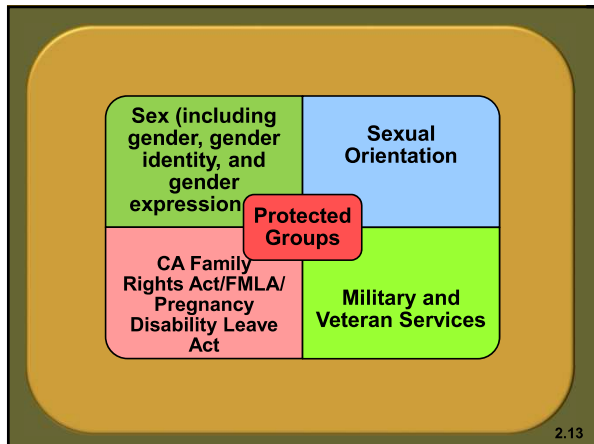 Sex (including
gender, gender
identity, and
gender
expression
Sexual
Orientation
Protected
Groups
CA Family
Rights Act/FMLA/
Pregnancy
Disability Leave
Act
Military and
Veteran Services
2.13